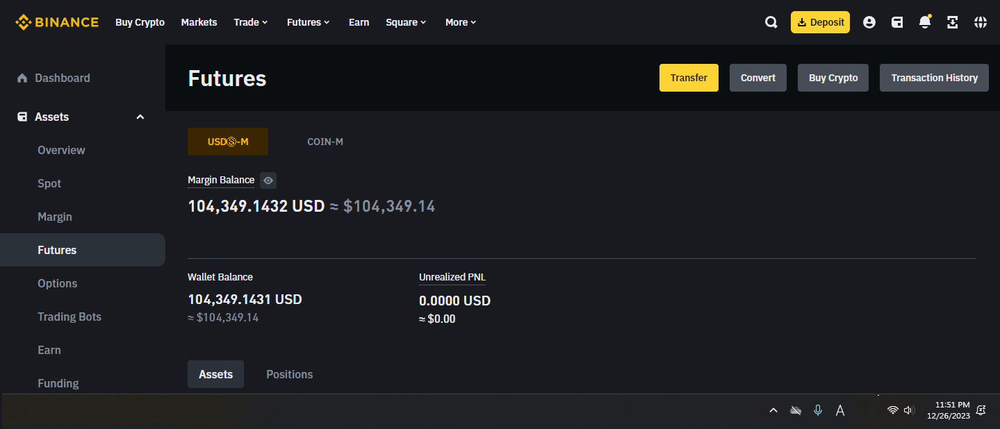 BINANCE Buy Crypto Markets Trade Futures Earn Square More Deposit
Dashboard
Assets
Overview
Spot
Margin
Futures
Options
Trading Bots
Earn
Funding
Futures
Transfer Convert Buy Crypto Transaction History
USDⓈ-M COIN-M
Margin Balance
104,349.1432 USD ≈ $104,349.14
Wallet Balance Unrealized PNL
104,349.1431 USD 0.0000 USD
≈ $104,349.14 ≈ $0.00
Assets Positions
A 11:51 PM
12/26/2023